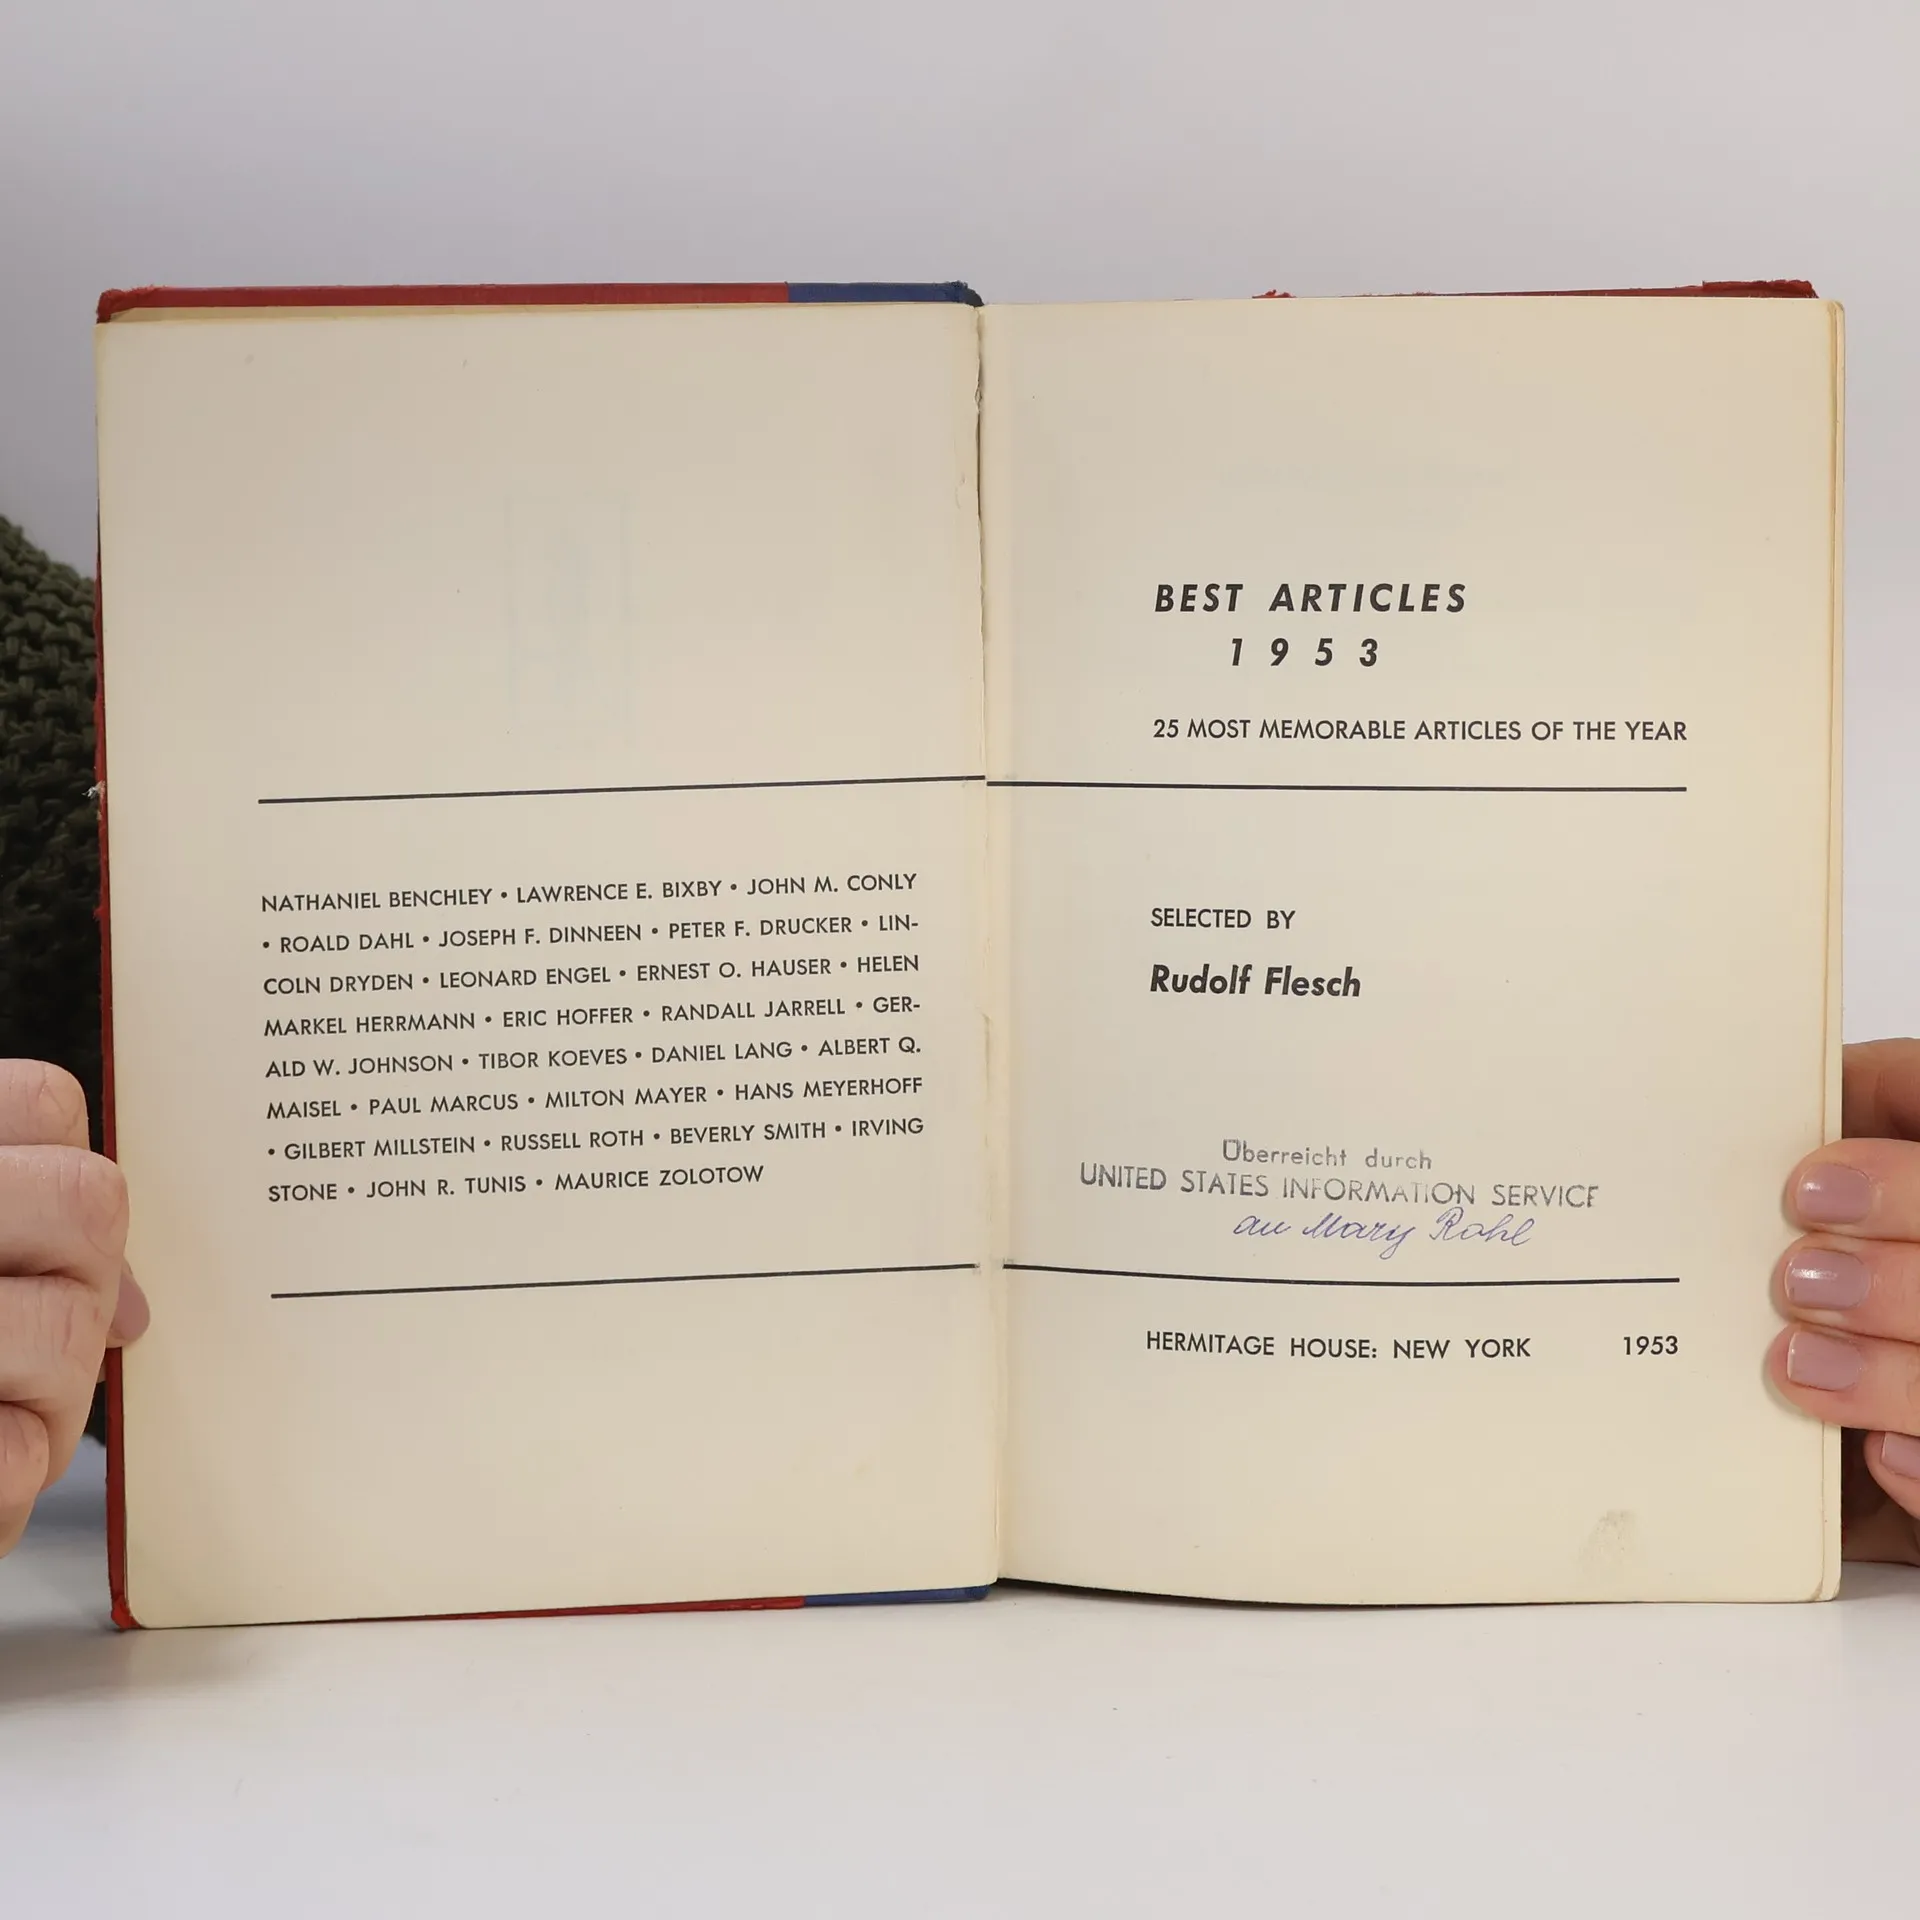 NATHANIEL BENCHLEY • LAWRENCE E. BIXBY • JOHN M. CONLY
• ROALD DAHL • JOSEPH F. DINNEEN • PETER F. DRUCKER • LIN-
COLN DRYDEN • LEONARD ENGEL • ERNEST O. HAUSER • HELEN
MARKEL HERRMANN • ERIC HOFFER • RANDALL JARRELL • GER-
ALD W. JOHNSON • TIBOR KOEVES • DANIEL LANG • ALBERT Q.
MAISEL • PAUL MARCUS • MILTON MAYER • HANS MEYERHOFF
• GILBERT MILLSTEIN • RUSSELL ROTH • BEVERLY SMITH • IRVING
STONE • JOHN R. TUNIS • MAURICE ZOLOTOW
BEST ARTICLES
1953
25 MOST MEMORABLE ARTICLES OF THE YEAR
SELECTED BY
Rudolf Flesch
Überreicht durch
UNITED STATES INFORMATION SERVICE
an Mary Rohl
HERMITAGE HOUSE: NEW YORK 1953